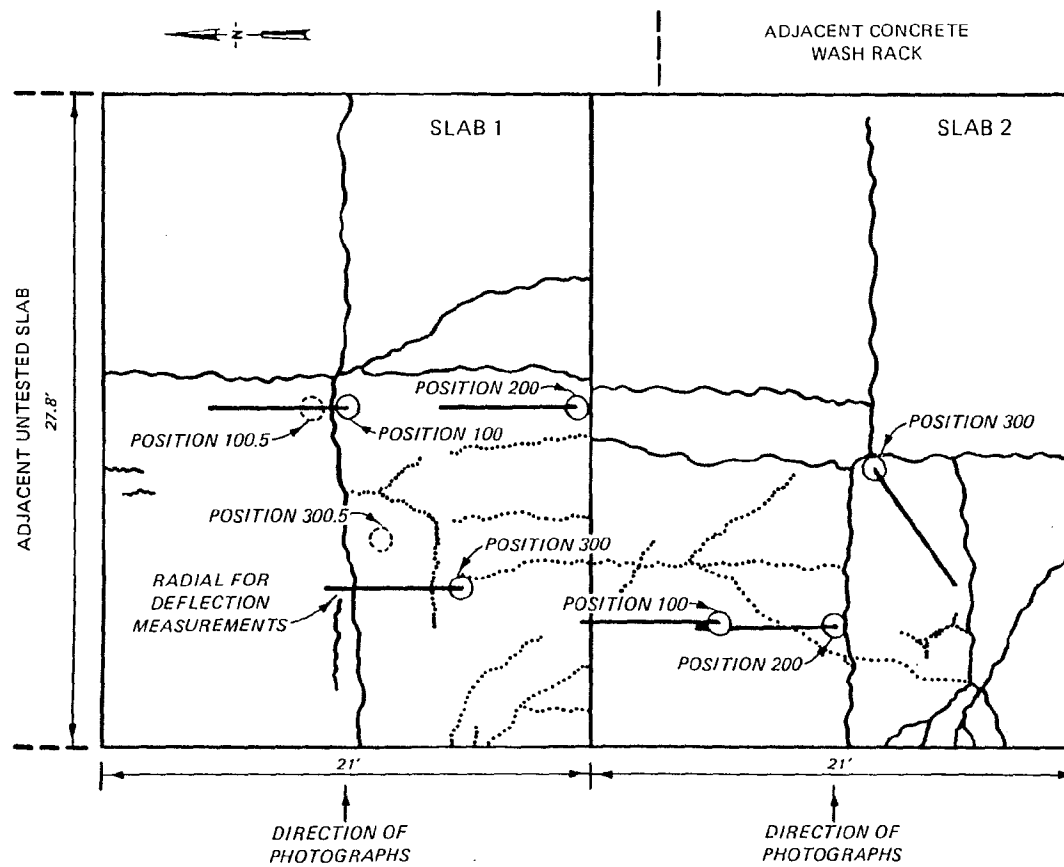 N
ADJACENT CONCRETE
WASH RACK
SLAB 1
SLAB 2
ADJACENT UNTESTED SLAB
27.8'
POSITION 200
POSITION 100.5
POSITION 100
POSITION 300
POSITION 300.5
POSITION 300
RADIAL FOR
DEFLECTION
MEASUREMENTS
POSITION 100
POSITION 200
21'
21'
DIRECTION OF
PHOTOGRAPHS
DIRECTION OF
PHOTOGRAPHS